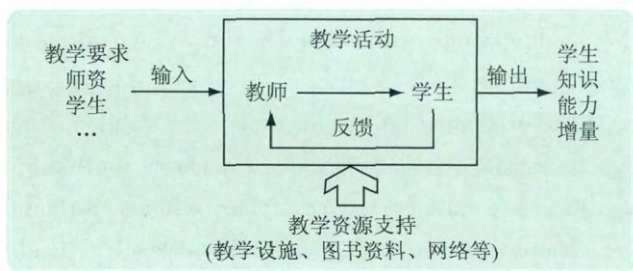 教学要求
师资
学生
…
输入
教学活动
教师
学生
反馈
输出
学生
知识
能力
增量
教学资源支持
(教学设施、图书资料、网络等)